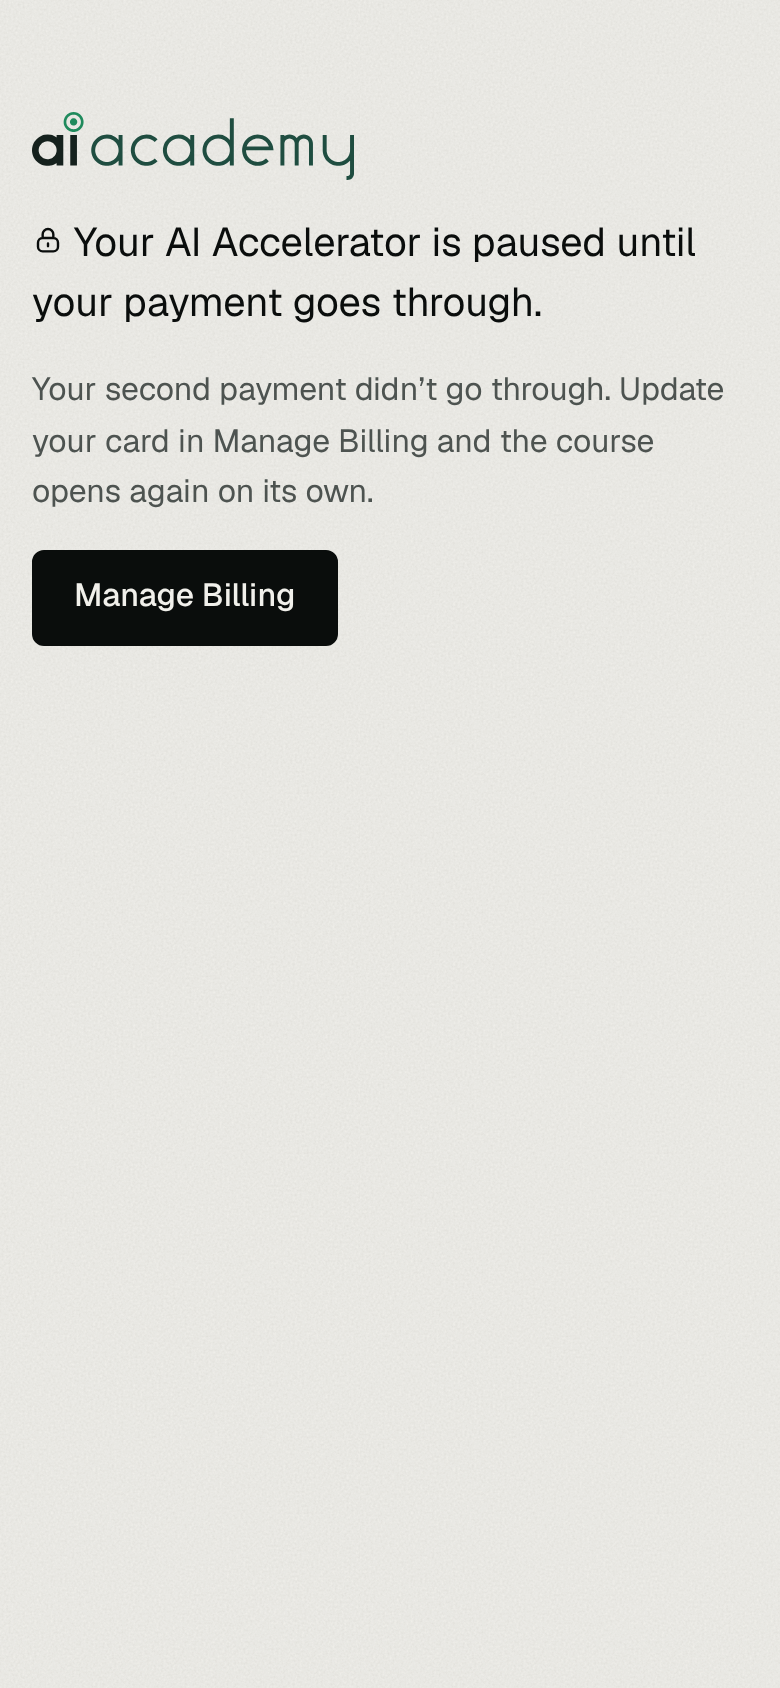 ai academy
Your AI Accelerator is paused until
your payment goes through.
Your second payment didn’t go through. Update
your card in Manage Billing and the course
opens again on its own.
Manage Billing